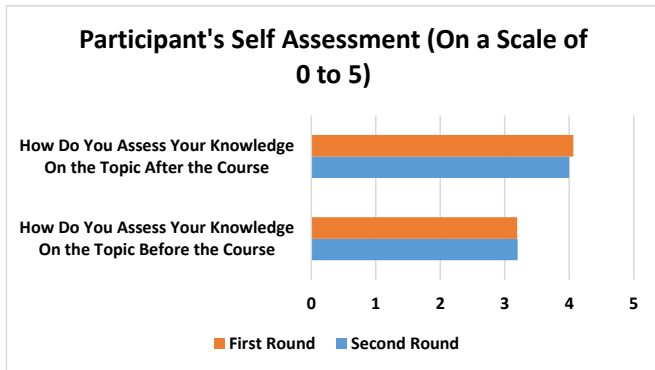 Participant's Self Assessment (On a Scale of
0 to 5)
How Do You Assess Your Knowledge
On the Topic After the Course
How Do You Assess Your Knowledge
On the Topic Before the Course
0 1 2 3 4 5
First Round Second Round